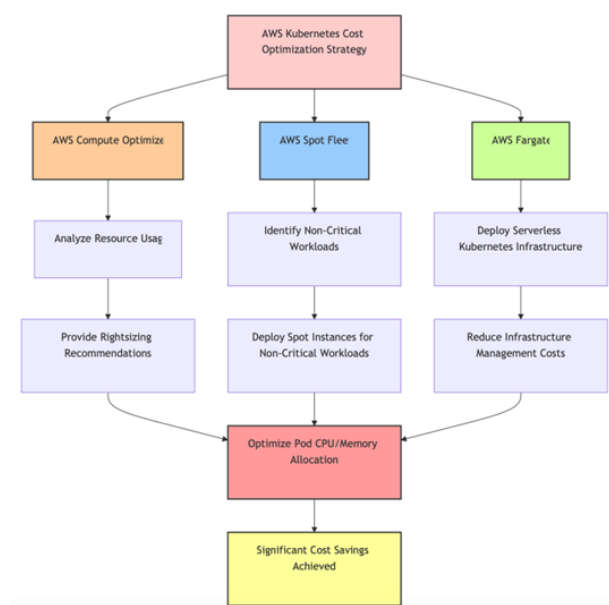 AWS Kubernetes Cost
Optimization Strategy
AWS Compute Optimize
AWS Spot Flee
AWS Fargate
Analyze Resource Usag
Identify Non-Critical
Workloads
Deploy Serverless
Kubernetes Infrastructure
Provide Rightsizing
Recommendations
Deploy Spot Instances for
Non-Critical Workloads
Reduce Infrastructure
Management Costs
Optimize Pod CPU/Memory
Allocation
Significant Cost Savings
Achieved